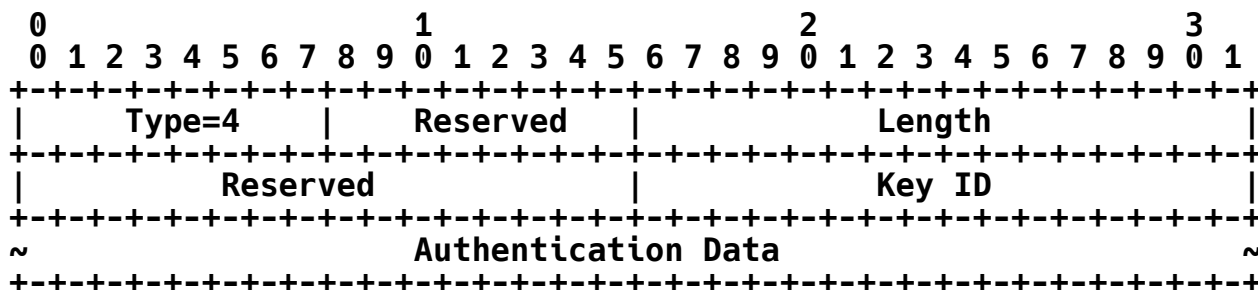 0                   1                   2                   3
 0 1 2 3 4 5 6 7 8 9 0 1 2 3 4 5 6 7 8 9 0 1 2 3 4 5 6 7 8 9 0 1
+-+-+-+-+-+-+-+-+-+-+-+-+-+-+-+-+-+-+-+-+-+-+-+-+-+-+-+-+-+-+-+-+
|     Type=4    |    Reserved   |            Length             |
+-+-+-+-+-+-+-+-+-+-+-+-+-+-+-+-+-+-+-+-+-+-+-+-+-+-+-+-+-+-+-+-+
|          Reserved             |            Key ID             |
+-+-+-+-+-+-+-+-+-+-+-+-+-+-+-+-+-+-+-+-+-+-+-+-+-+-+-+-+-+-+-+-+
~                    Authentication Data                        ~
+-+-+-+-+-+-+-+-+-+-+-+-+-+-+-+-+-+-+-+-+-+-+-+-+-+-+-+-+-+-+-+-+